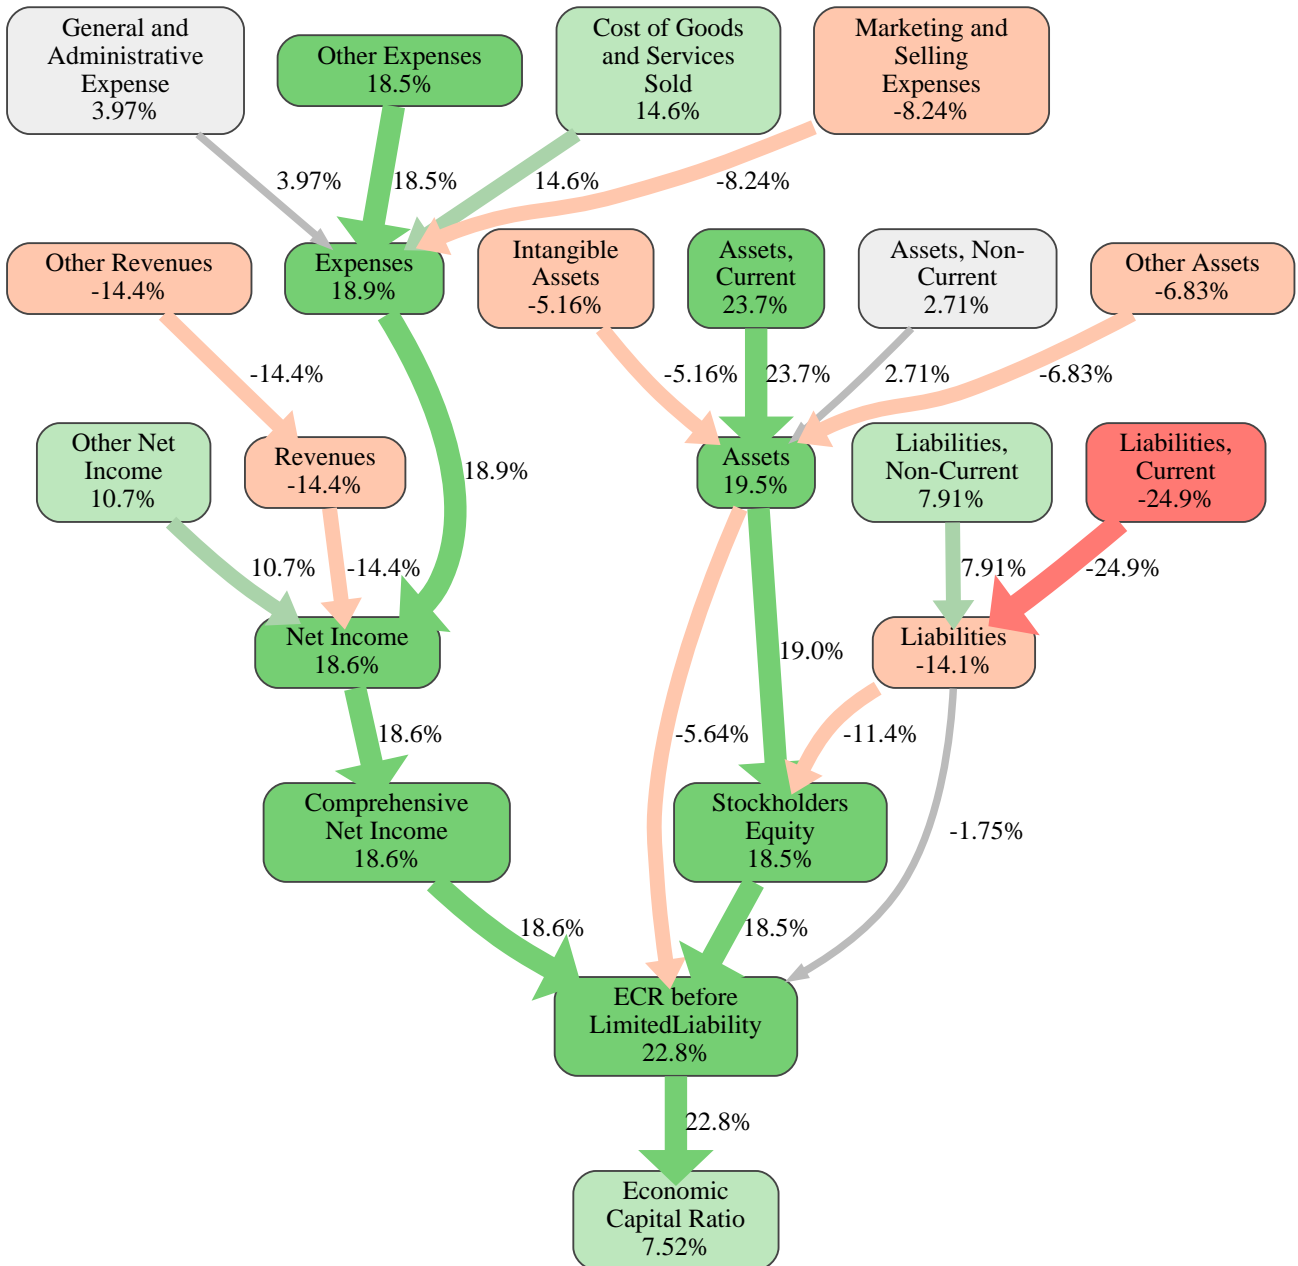 General and
Administrative
Expense
3.97%
Other Expenses
18.5%
Cost of Goods
and Services
Sold
14.6%
Marketing and
Selling
Expenses
-8.24%
3.97%
18.5%
14.6%
-8.24%
Other Revenues
-14.4%
Expenses
18.9%
Intangible
Assets
-5.16%
Assets,
Current
23.7%
Assets, Non-
Current
2.71%
Other Assets
-6.83%
-14.4%
-5.16%
23.7%
2.71%
-6.83%
Other Net
Income
10.7%
Revenues
-14.4%
18.9%
Assets
19.5%
Liabilities,
Non-Current
7.91%
Liabilities,
Current
-24.9%
10.7%
-14.4%
7.91%
-24.9%
Net Income
18.6%
19.0%
Liabilities
-14.1%
18.6%
-5.64%
-11.4%
Comprehensive
Net Income
18.6%
Stockholders
Equity
18.5%
-1.75%
18.6%
18.5%
ECR before
LimitedLiability
22.8%
22.8%
Economic
Capital Ratio
7.52%